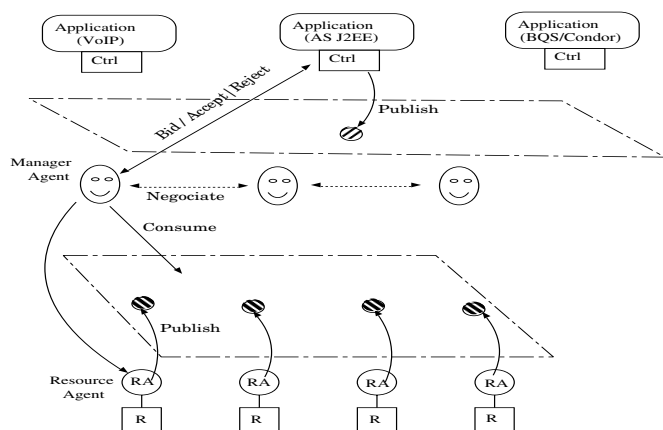 Application
(VoIP)
Ctrl
Application
(AS J2EE)
Ctrl
Application
(BQS/Condor)
Ctrl
Bid / Accept | Reject
Publish
Manager
Agent
Negociate
Consume
Publish
Resource
Agent
RA
RA
RA
RA
R
R
R
R